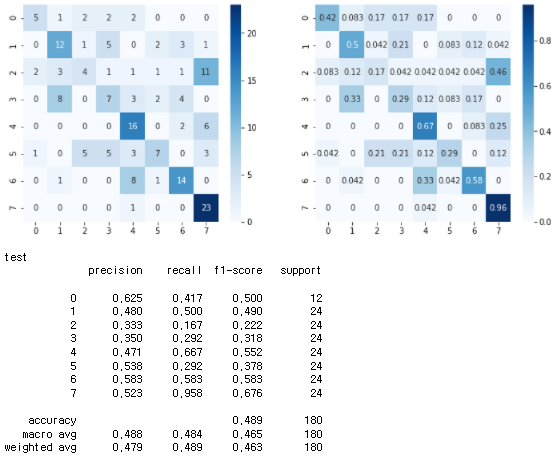 0 5 1 2 2 2 0 0 0
1 0 12 1 5 0 2 3 1
2 2 3 4 1 1 1 1 11
3 0 8 0 7 3 2 4 0
4 0 0 0 0 16 0 2 6
5 1 0 5 5 3 7 0 3
6 0 1 0 0 8 1 14 0
7 0 0 0 0 1 0 0 23
0 1 2 3 4 5 6 7
20
15
10
5
0
0 0.42 0.083 0.17 0.17 0.17 0 0 0
1 0 0.5 0.042 0.21 0 0.083 0.12 0.042
2 0.083 0.12 0.17 0.042 0.042 0.042 0.042 0.46
3 0 0.33 0 0.29 0.12 0.083 0.17 0
4 0 0 0 0 0.67 0 0.083 0.25
5 0.042 0 0.21 0.21 0.12 0.29 0 0.12
6 0 0.042 0 0 0.33 0.042 0.58 0
7 0 0 0 0 0.042 0 0 0.96
0 1 2 3 4 5 6 7
0.8
0.6
0.4
0.2
0.0
test
precision recall f1-score support
0 0.625 0.417 0.500 12
1 0.480 0.500 0.490 24
2 0.333 0.167 0.222 24
3 0.350 0.292 0.318 24
4 0.471 0.667 0.552 24
5 0.538 0.292 0.378 24
6 0.583 0.583 0.583 24
7 0.523 0.958 0.676 24
accuracy 0.489 180
macro avg 0.488 0.484 0.465 180
weighted avg 0.479 0.489 0.463 180